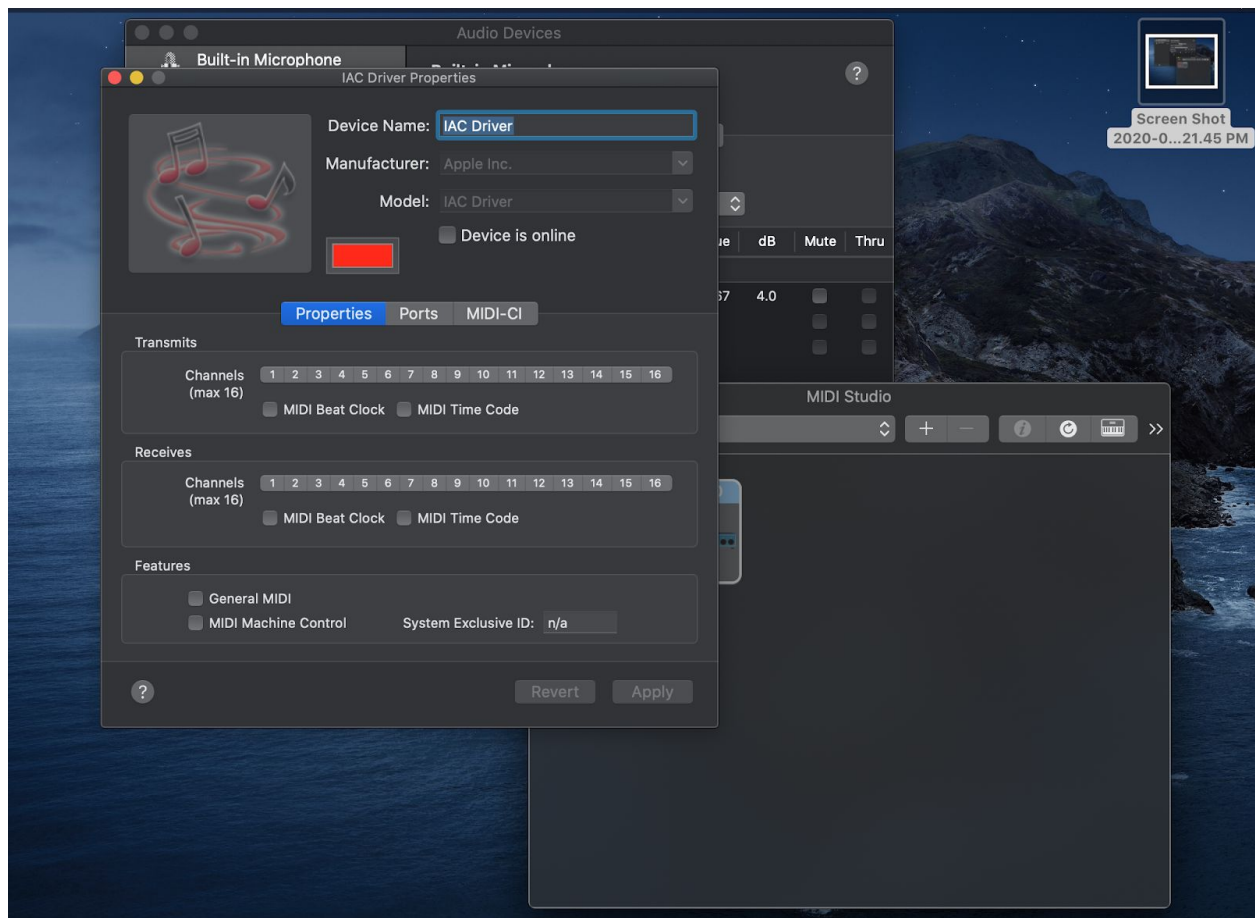 Audio Devices
Built-in Microphone
IAC Driver Properties
?
Device Name: IAC Driver
Manufacturer: Apple Inc.
Model: IAC Driver
Device is online
dB Mute Thru
4.0
Properties Ports MIDI-CI
Transmits
Channels 1 2 3 4 5 6 7 8 9 10 11 12 13 14 15 16
(max 16)
MIDI Beat Clock MIDI Time Code
Receives
Channels 1 2 3 4 5 6 7 8 9 10 11 12 13 14 15 16
(max 16)
MIDI Beat Clock MIDI Time Code
Features
General MIDI
MIDI Machine Control System Exclusive ID: n/a
? Revert Apply
MIDI Studio
Screen Shot
2020-0...21.45 PM